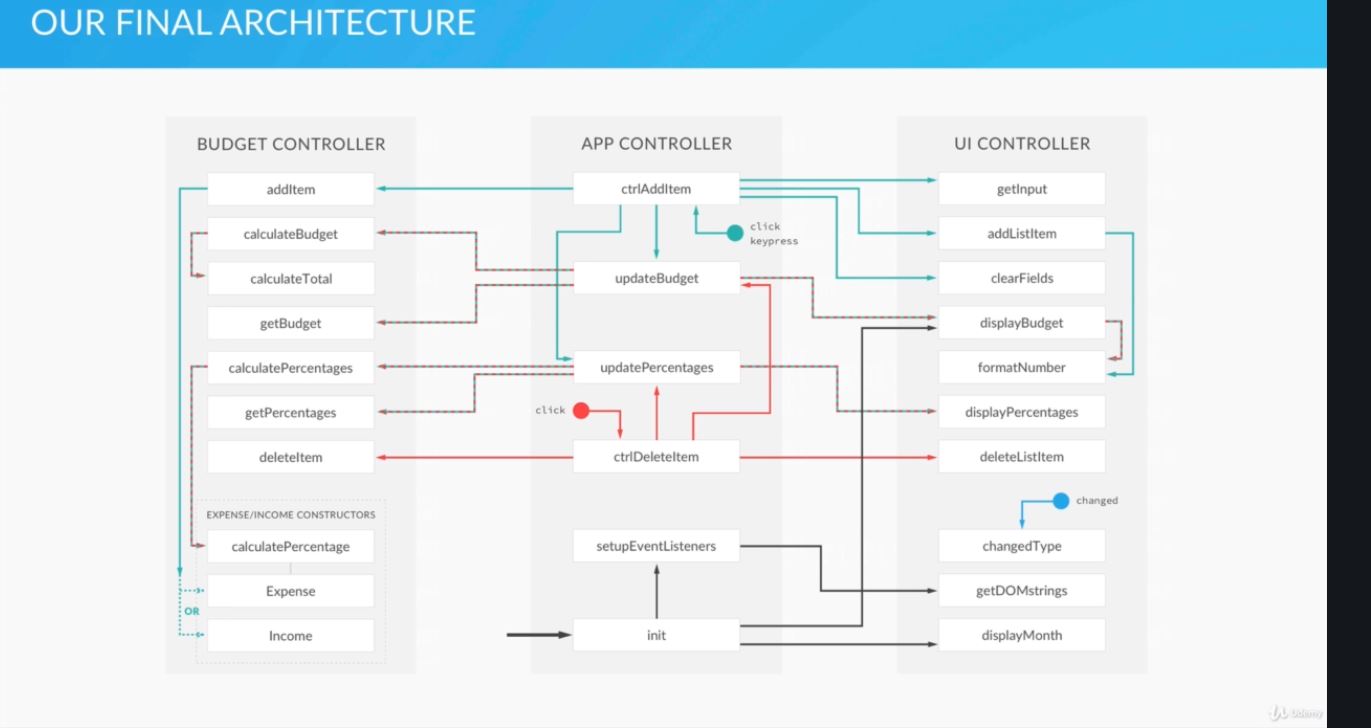 OUR FINAL ARCHITECTURE
BUDGET CONTROLLER
addItem
calculateBudget
calculateTotal
getBudget
calculatePercentages
getPercentages
deleteItem
EXPENSE/INCOME CONSTRUCTORS
calculatePercentage
Expense
OR
Income
APP CONTROLLER
ctrlAddItem
click
keypress
updateBudget
updatePercentages
click
ctrlDeleteItem
setupEventListeners
init
UI CONTROLLER
getInput
addListItem
clearFields
displayBudget
formatNumber
displayPercentages
deleteListItem
changed
changedType
getDOMstrings
displayMonth
Udemy